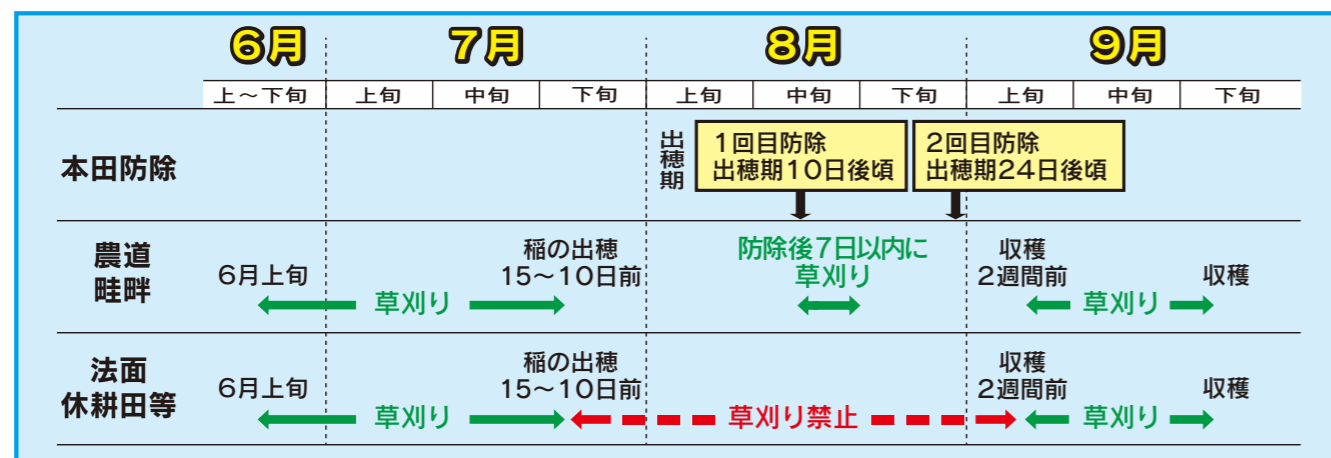 6月 7月 8月 9月
上~下旬 上旬 中旬 下旬 上旬 中旬 下旬 上旬 中旬 下旬
本田防除
出穂期
1回目防除
出穂期10日後頃
2回目防除
出穂期24日後頃
農道
畦畔
6月上旬
草刈り
稲の出穂
15~10日前
防除後7日以内に
草刈り
収穫
2週間前
草刈り
収穫
法面
休耕田等
6月上旬
草刈り
稲の出穂
15~10日前
草刈り禁止
収穫
2週間前
草刈り
収穫